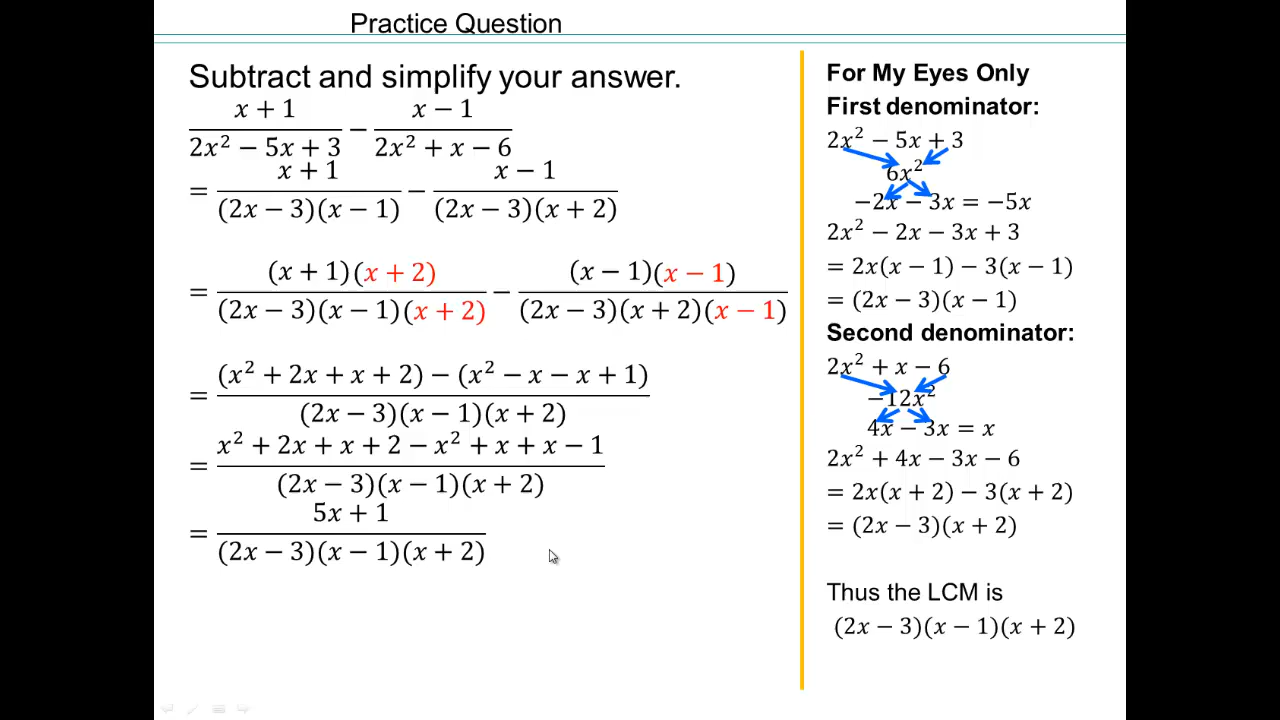 Practice Question
Subtract and simplify your answer.
(x + 1)/(2x² − 5x + 3) − (x − 1)/(2x² + x − 6)
= (x + 1)/((2x − 3)(x − 1)) − (x − 1)/((2x − 3)(x + 2))
= ((x + 1)(x + 2))/((2x − 3)(x − 1)(x + 2)) − ((x − 1)(x − 1))/((2x − 3)(x + 2)(x − 1))
= ((x² + 2x + x + 2) − (x² − x − x + 1))/((2x − 3)(x − 1)(x + 2))
= (x² + 2x + x + 2 − x² + x + x − 1)/((2x − 3)(x − 1)(x + 2))
= (5x + 1)/((2x − 3)(x − 1)(x + 2))
For My Eyes Only
First denominator:
2x² − 5x + 3
6x²
−2x − 3x = −5x
2x² − 2x − 3x + 3
= 2x(x − 1) − 3(x − 1)
= (2x − 3)(x − 1)
Second denominator:
2x² + x − 6
−12x²
4x − 3x = x
2x² + 4x − 3x − 6
= 2x(x + 2) − 3(x + 2)
= (2x − 3)(x + 2)
Thus the LCM is
(2x − 3)(x − 1)(x + 2)